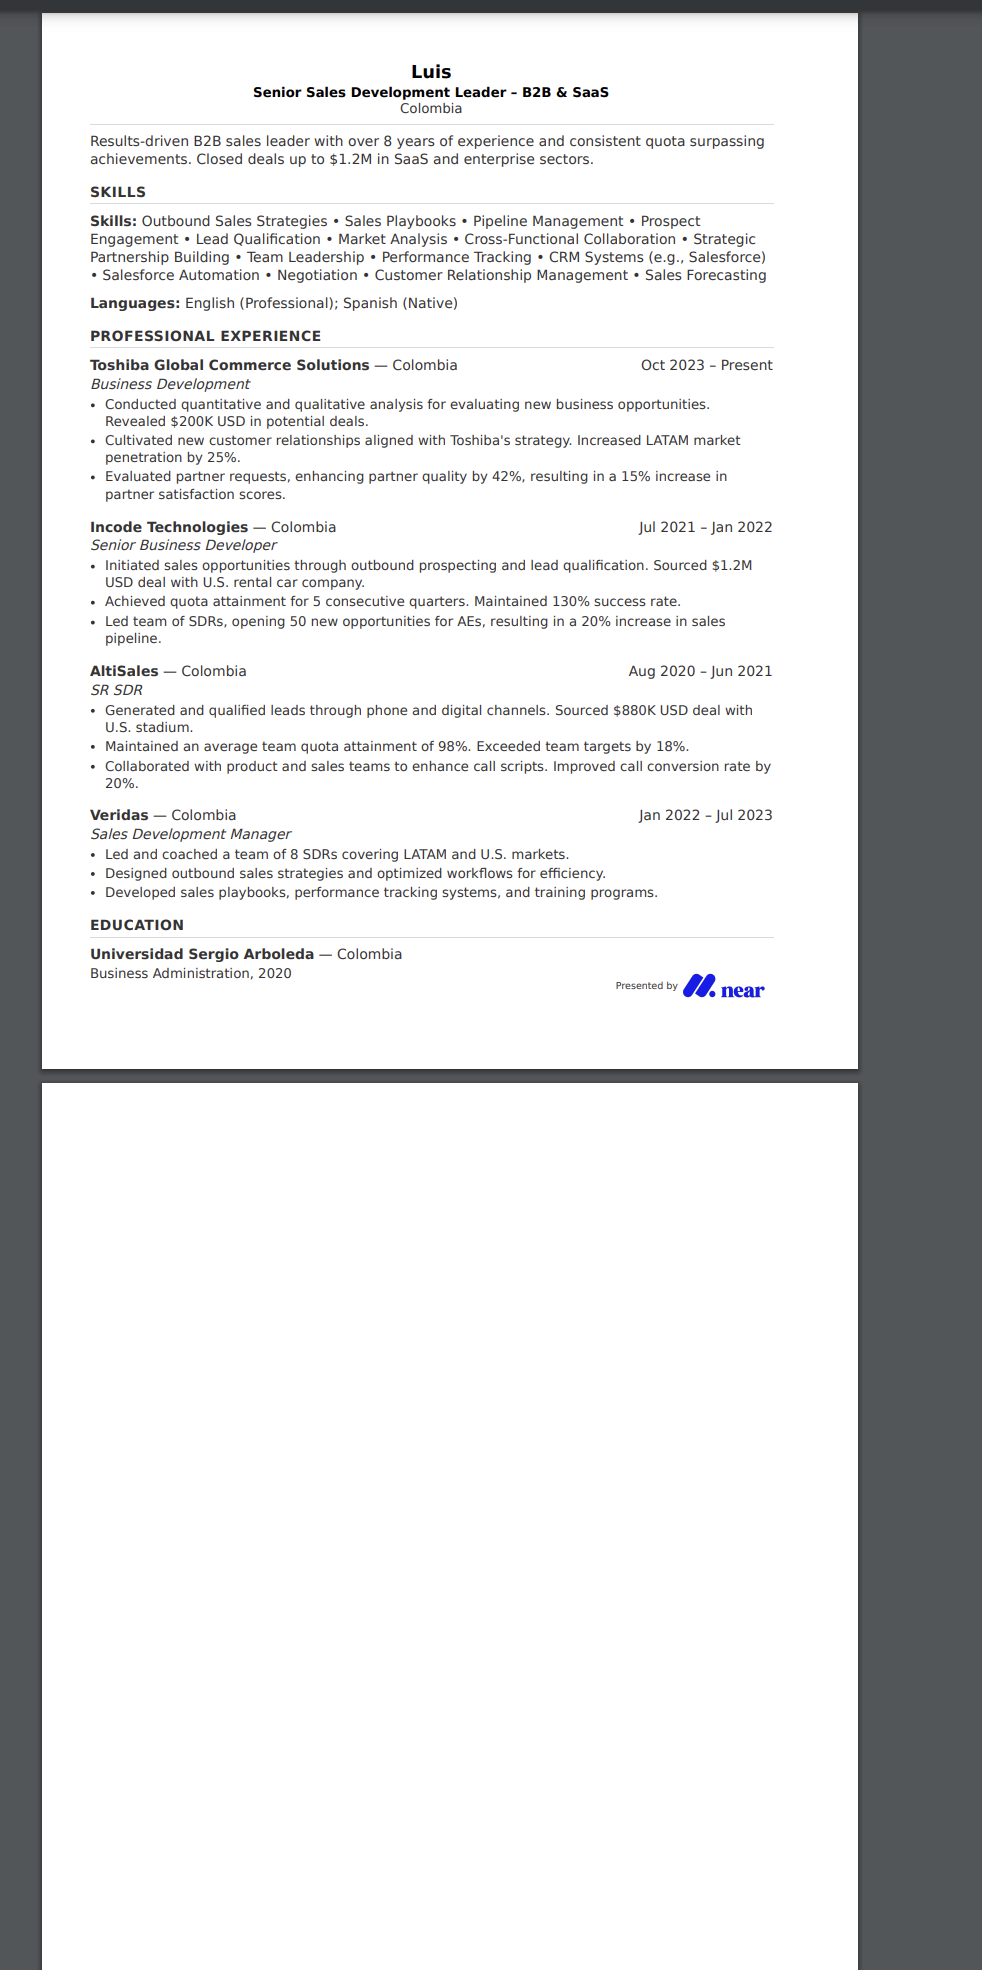 Luis
Senior Sales Development Leader – B2B & SaaS
Colombia
Results-driven B2B sales leader with over 8 years of experience and consistent quota surpassing
achievements. Closed deals up to $1.2M in SaaS and enterprise sectors.
SKILLS
Skills: Outbound Sales Strategies • Sales Playbooks • Pipeline Management • Prospect
Engagement • Lead Qualification • Market Analysis • Cross-Functional Collaboration • Strategic
Partnership Building • Team Leadership • Performance Tracking • CRM Systems (e.g., Salesforce)
• Salesforce Automation • Negotiation • Customer Relationship Management • Sales Forecasting
Languages: English (Professional); Spanish (Native)
PROFESSIONAL EXPERIENCE
Toshiba Global Commerce Solutions — Colombia Oct 2023 – Present
Business Development
• Conducted quantitative and qualitative analysis for evaluating new business opportunities.
Revealed $200K USD in potential deals.
• Cultivated new customer relationships aligned with Toshiba's strategy. Increased LATAM market
penetration by 25%.
• Evaluated partner requests, enhancing partner quality by 42%, resulting in a 15% increase in
partner satisfaction scores.
Incode Technologies — Colombia Jul 2021 – Jan 2022
Senior Business Developer
• Initiated sales opportunities through outbound prospecting and lead qualification. Sourced $1.2M
USD deal with U.S. rental car company.
• Achieved quota attainment for 5 consecutive quarters. Maintained 130% success rate.
• Led team of SDRs, opening 50 new opportunities for AEs, resulting in a 20% increase in sales
pipeline.
AltiSales — Colombia Aug 2020 – Jun 2021
SR SDR
• Generated and qualified leads through phone and digital channels. Sourced $880K USD deal with
U.S. stadium.
• Maintained an average team quota attainment of 98%. Exceeded team targets by 18%.
• Collaborated with product and sales teams to enhance call scripts. Improved call conversion rate by
20%.
Veridas — Colombia Jan 2022 – Jul 2023
Sales Development Manager
• Led and coached a team of 8 SDRs covering LATAM and U.S. markets.
• Designed outbound sales strategies and optimized workflows for efficiency.
• Developed sales playbooks, performance tracking systems, and training programs.
EDUCATION
Universidad Sergio Arboleda — Colombia
Business Administration, 2020
Presented by near